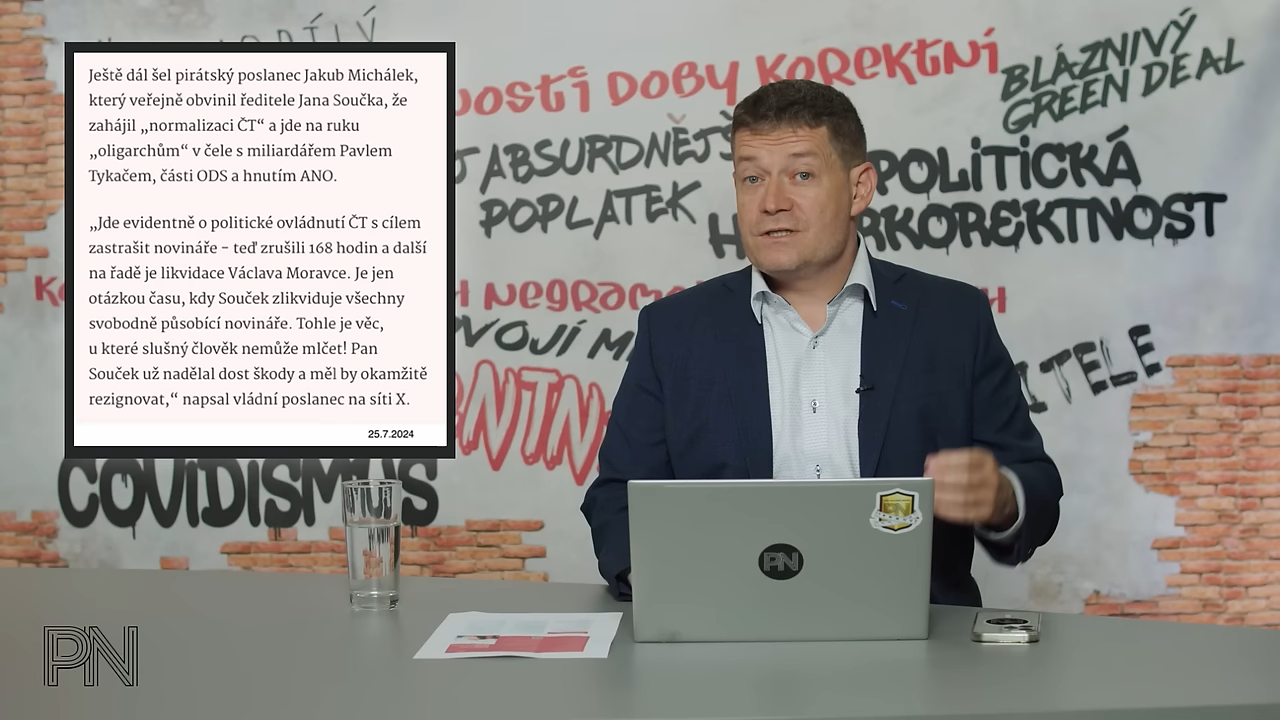 Ještě dál šel pirátský poslanec Jakub Michálek,
který veřejně obvinil ředitele Jana Součka, že
zahájil „normalizaci ČT“ a jde na ruku
„oligarchům“ v čele s miliardářem Pavlem
Tykačem, části ODS a hnutím ANO.
„Jde evidentně o politické ovládnutí ČT s cílem
zastrašit novináře – teď zrušili 168 hodin a další
na řadě je likvidace Václava Moravce. Je jen
otázkou času, kdy Souček zlikviduje všechny
svobodně působící novináře. Tohle je věc,
u které slušný člověk nemůže mlčet! Pan
Souček už nadělal dost škody a měl by okamžitě
rezignovat,“ napsal vládní poslanec na síti X.
25.7.2024
DOBY KOREKTNÍ
BLÁZNIVÝ
GREEN DEAL
POPLATEK
POLITICKÁ
COVIDISMUS
PN
PN